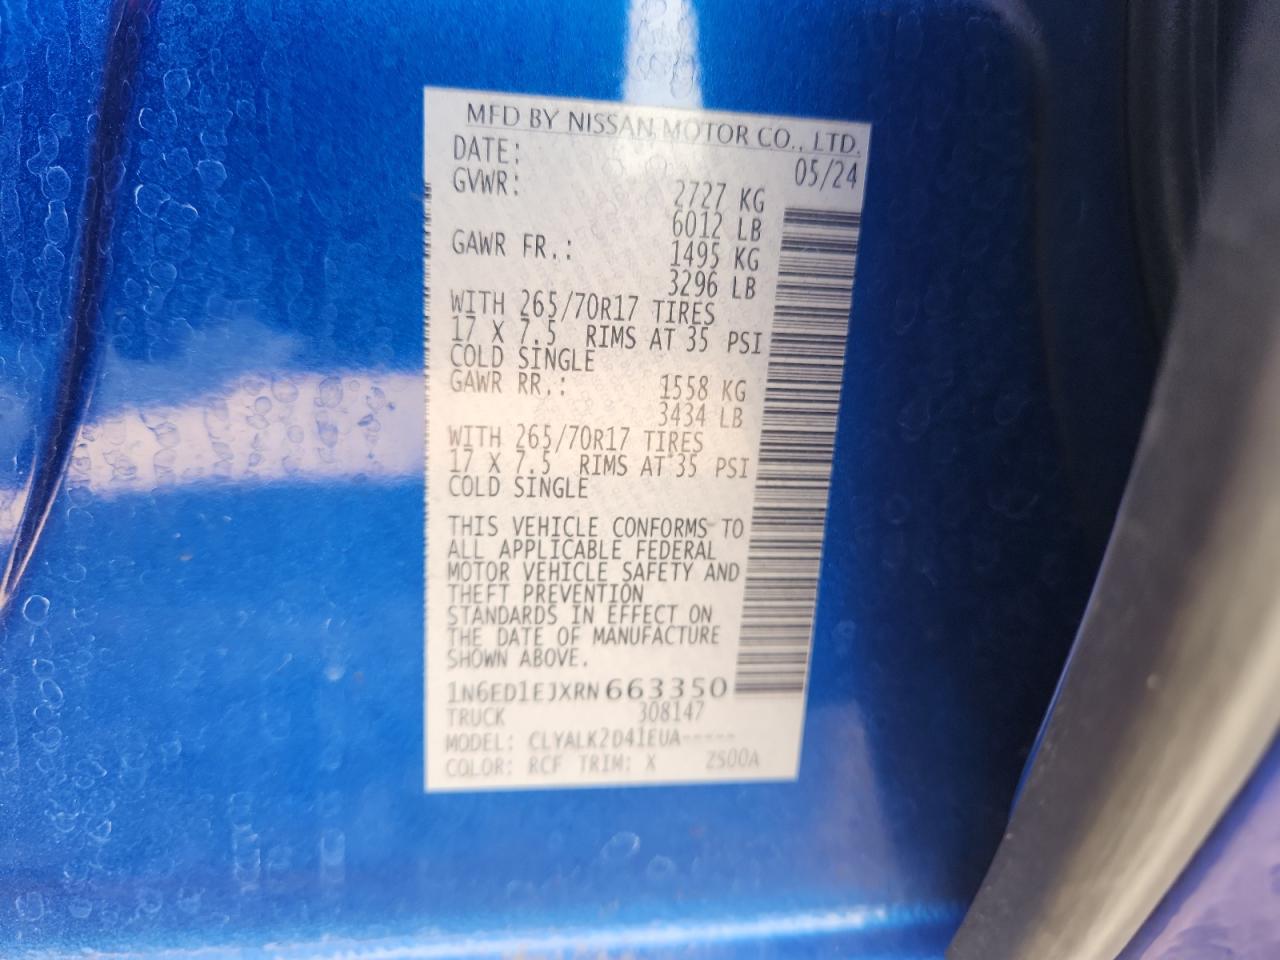 MFD BY NISSAN MOTOR CO., LTD.
DATE: 05/24
GVWR: 2727 KG
6012 LB
GAWR FR.: 1495 KG
3296 LB
WITH 265/70R17 TIRES
17 X 7.5 RIMS AT 35 PSI
COLD SINGLE
GAWR RR.: 1558 KG
3434 LB
WITH 265/70R17 TIRES
17 X 7.5 RIMS AT 35 PSI
COLD SINGLE
THIS VEHICLE CONFORMS TO
ALL APPLICABLE FEDERAL
MOTOR VEHICLE SAFETY AND
THEFT PREVENTION
STANDARDS IN EFFECT ON
THE DATE OF MANUFACTURE
SHOWN ABOVE.
1N6ED1EJXRN663350
TRUCK 308147
MODEL: CLYALK2D41EUA-----
COLOR: RCF TRIM: X ZS00A